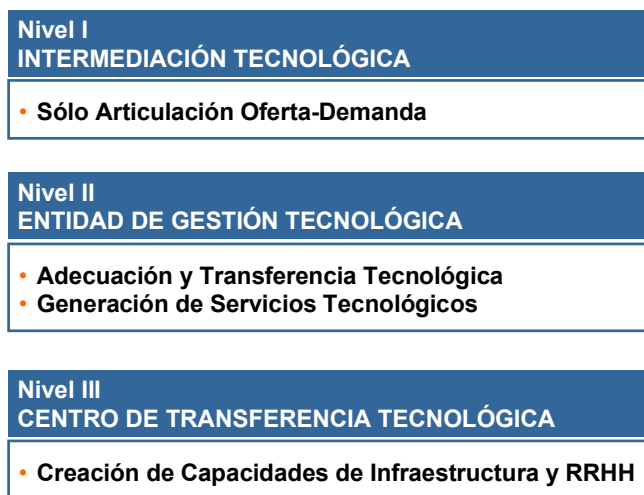 Nivel I
INTERMEDIACIÓN TECNOLÓGICA
• Sólo Articulación Oferta-Demanda
Nivel II
ENTIDAD DE GESTIÓN TECNOLÓGICA
• Adecuación y Transferencia Tecnológica
• Generación de Servicios Tecnológicos
Nivel III
CENTRO DE TRANSFERENCIA TECNOLÓGICA
• Creación de Capacidades de Infraestructura y RRHH